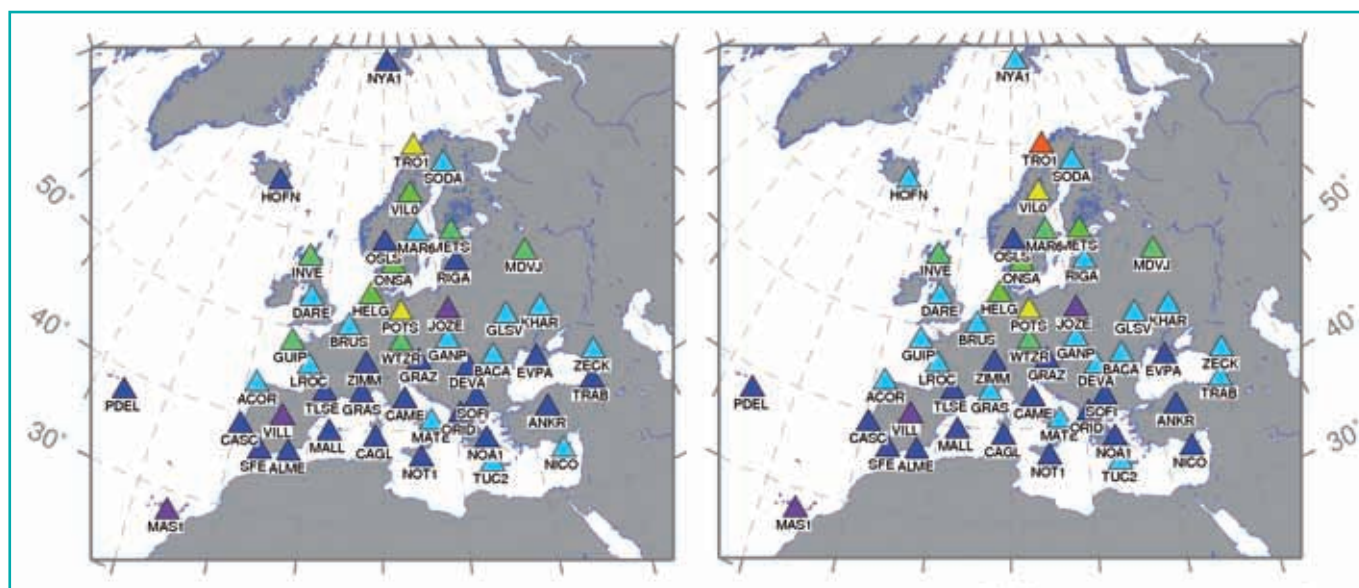 NYA1
TRO1
SODA
HOFN
VIL0
MAR6
METS
OSLS
ONSA
RIGA
MDVJ
INVE
DARE
HELG
POTS
JOZE
GLSV
KHAR
BRUS
GUIP
WTZR
GANP
LROC
ZIMM
GRAZ
DEVA
BACA
EVPA
ZECK
TRAB
PDEL
ACOR
TLSE
GRAS
CAME
SOFI
ORID
ANKR
CASC
VILL
MALL
CAGL
MATE
NOA1
NICO
SFE
ALME
NOT1
TUC2
MAS1
50°
40°
30°
NYA1
TRO1
SODA
HOFN
VIL0
MAR6
METS
OSLS
ONSA
RIGA
MDVJ
INVE
DARE
HELG
POTS
JOZE
GLSV
KHAR
BRUS
GUIP
WTZR
GANP
LROC
ZIMM
GRAZ
DEVA
BACA
EVPA
ZECK
TRAB
PDEL
ACOR
TLSE
GRAS
CAME
SOFI
ORID
ANKR
CASC
VILL
MALL
CAGL
MATE
NOA1
NICO
SFE
ALME
NOT1
TUC2
MAS1
50°
40°
30°